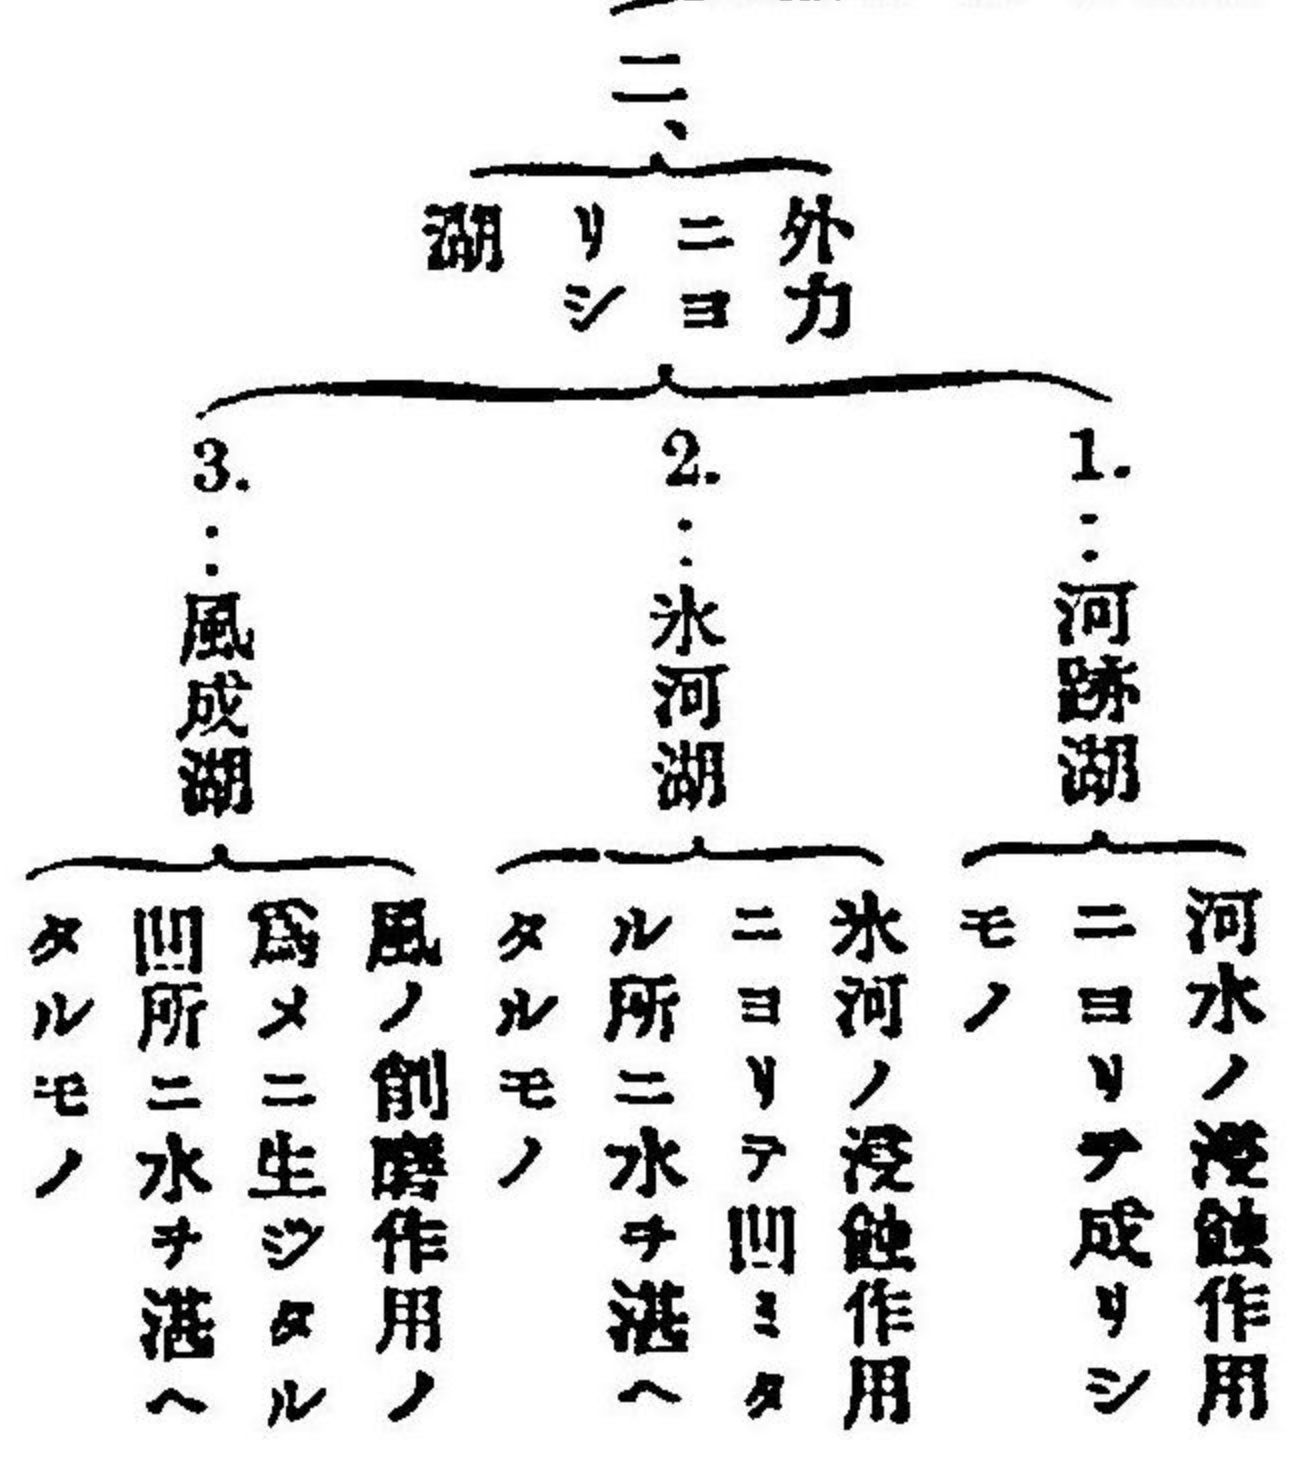 二、
外力
ニヨ
リシ
湖
1.：河跡湖
河水ノ浸蝕作用
ニヨリテ成リシ
モノ
2.：氷河湖
氷河ノ浸蝕作用
ニヨリテ凹ミタ
ル所ニ水ヲ湛ヘ
タルモノ
3.：風成湖
風ノ削磨作用ノ
爲メニ生ジタル
凹所ニ水ヲ湛ヘ
タルモノ